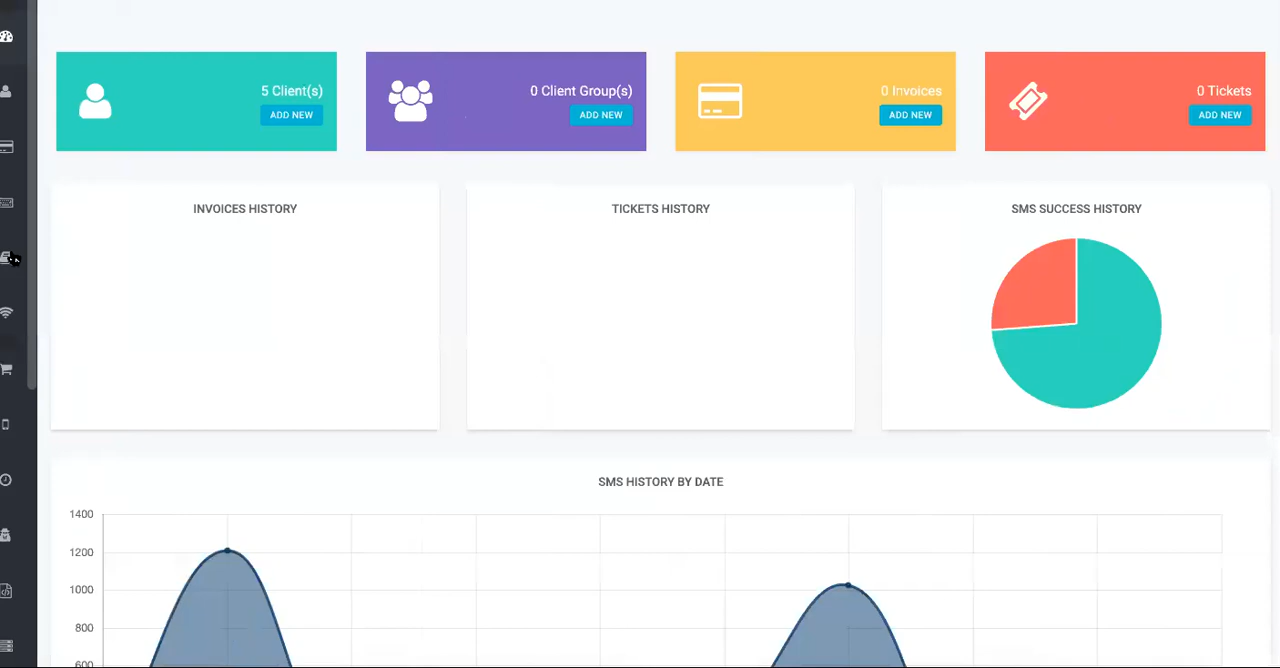 5 Client(s)
ADD NEW
0 Client Group(s)
ADD NEW
0 Invoices
ADD NEW
0 Tickets
ADD NEW
INVOICES HISTORY
TICKETS HISTORY
SMS SUCCESS HISTORY
SMS HISTORY BY DATE
1400
1200
1000
800
600